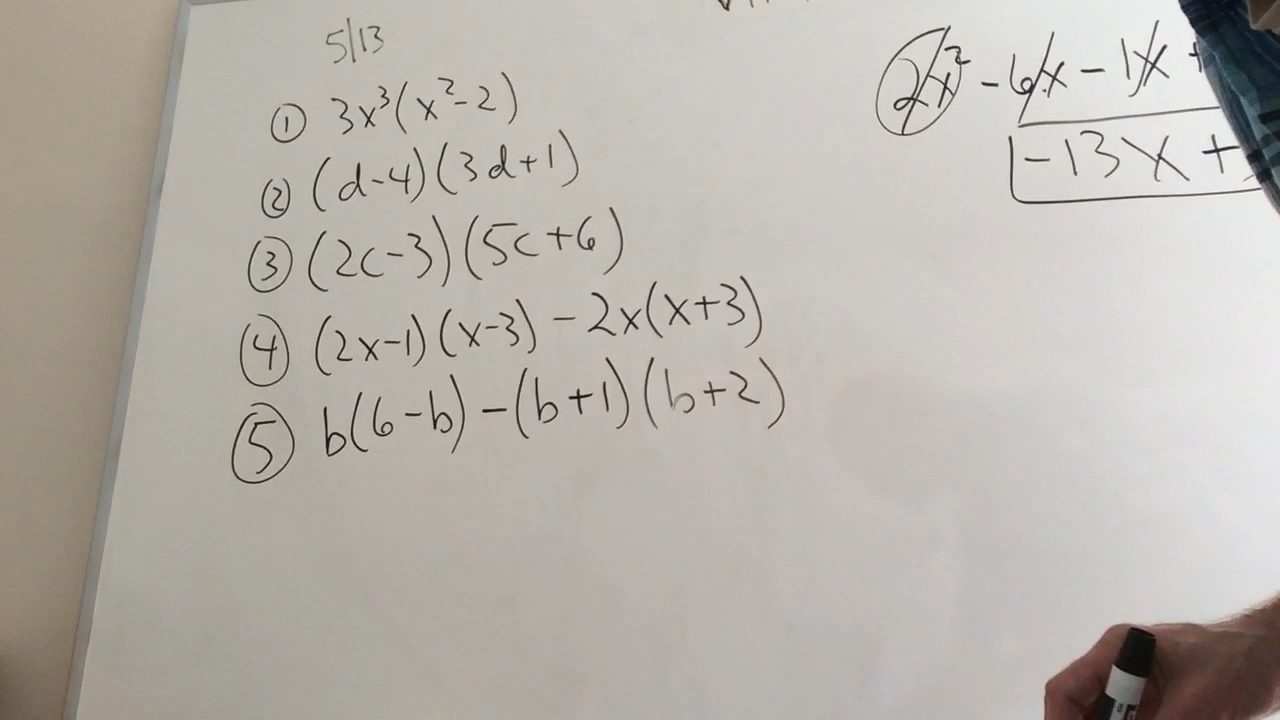 5/13
① 3x³(x²-2)
② (d-4)(3d+1)
③ (2c-3)(5c+6)
④ (2x-1)(x-3) - 2x(x+3)
⑤ b(6-b) - (b+1)(b+2)
2x² - 6x - 1x +
-13x +